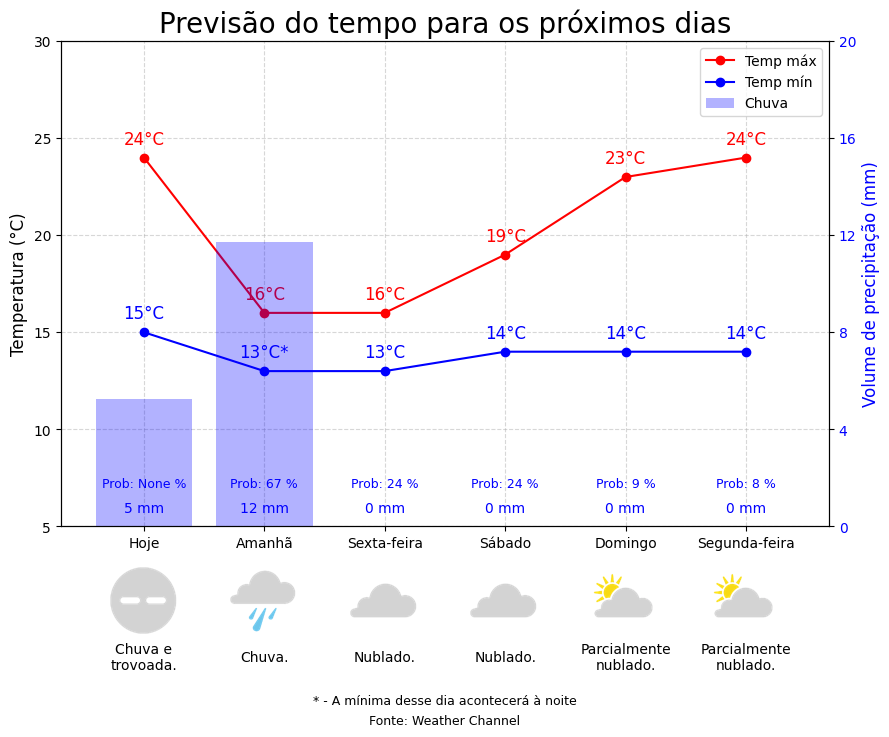 Previsão do tempo para os próximos dias
30
25
20
15
10
5
Temperatura (°C)
20
16
12
8
4
0
Volume de precipitação (mm)
Temp máx
Temp mín
Chuva
24°C
16°C
16°C
19°C
23°C
24°C
15°C
13°C*
13°C
14°C
14°C
14°C
Prob: None %
Prob: 67 %
Prob: 24 %
Prob: 24 %
Prob: 9 %
Prob: 8 %
5 mm
12 mm
0 mm
0 mm
0 mm
0 mm
Hoje
Amanhã
Sexta-feira
Sábado
Domingo
Segunda-feira
Chuva e
trovoada.
Chuva.
Nublado.
Nublado.
Parcialmente
nublado.
Parcialmente
nublado.
* - A mínima desse dia acontecerá à noite
Fonte: Weather Channel